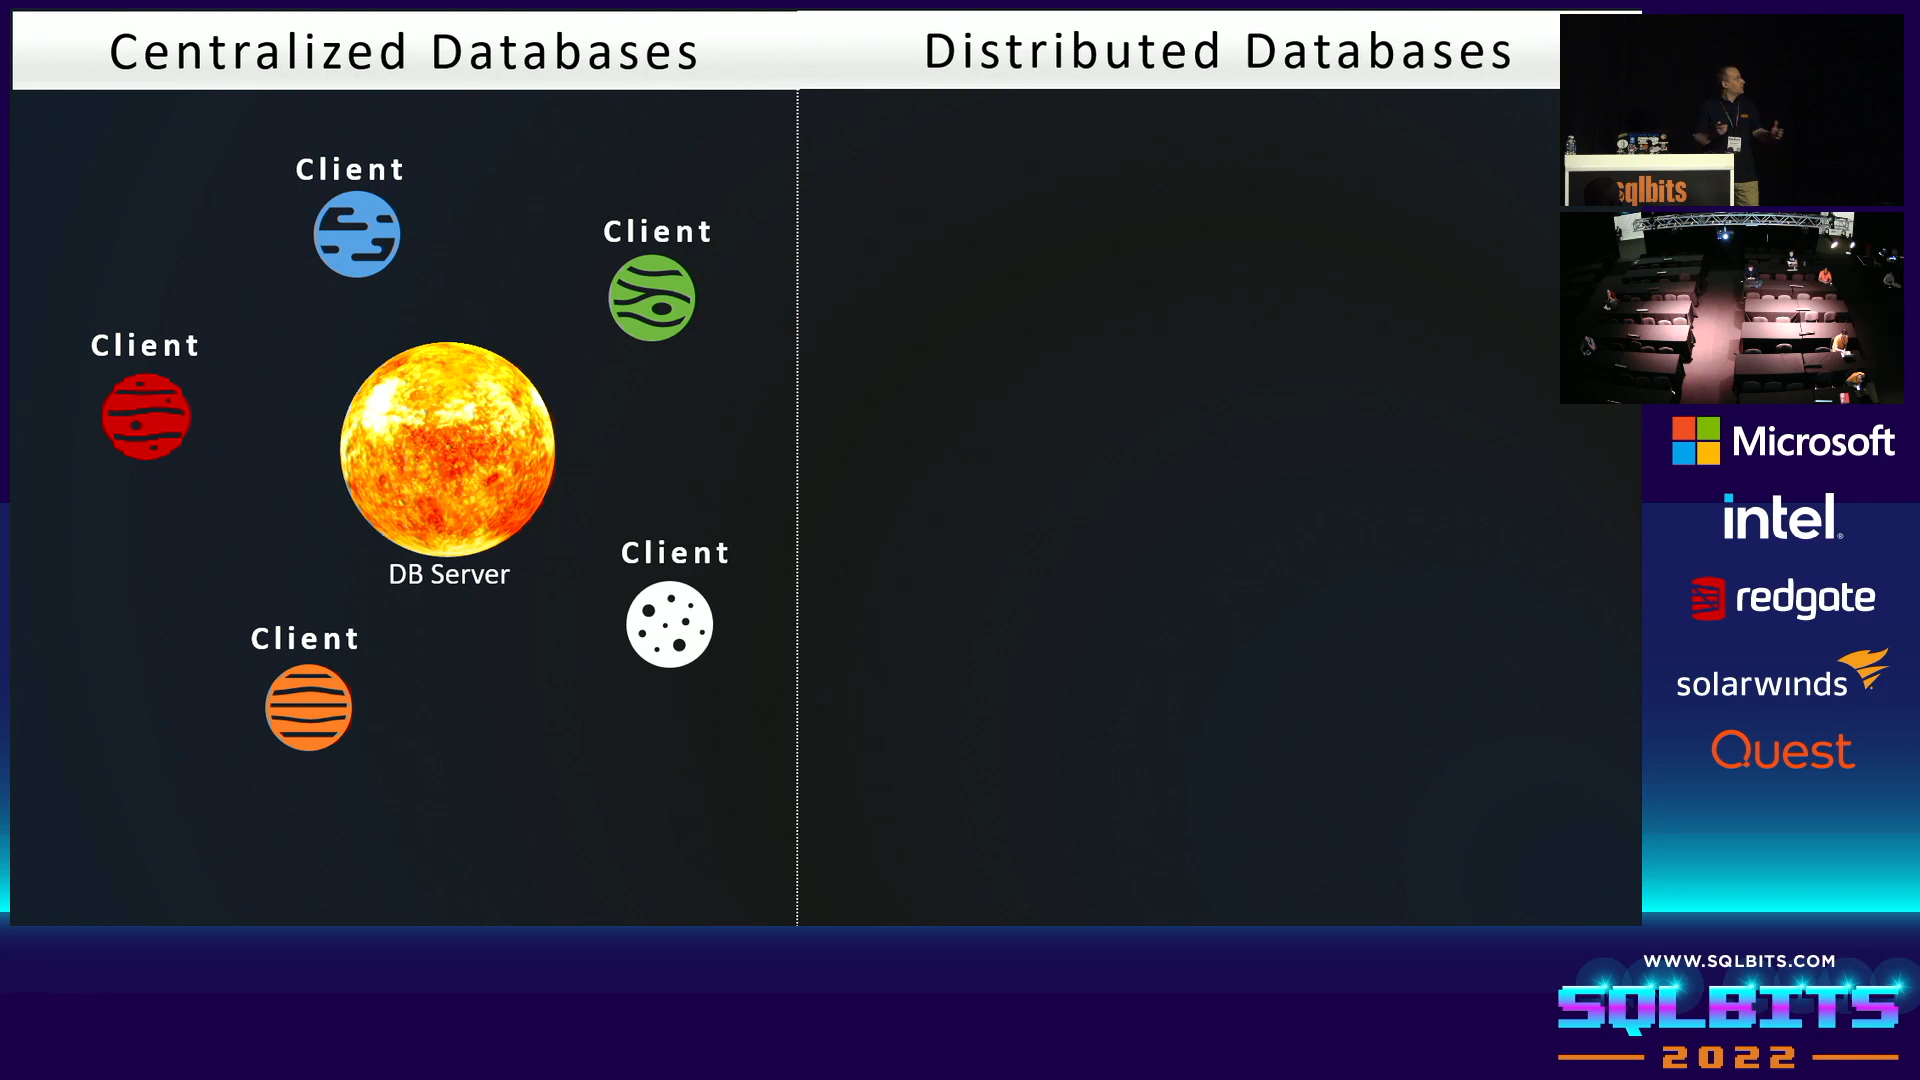 Centralized Databases
Distributed Databases
Client
Client
Client
DB Server
Client
Client
sqlbits
Microsoft
intel
redgate
solarwinds
Quest
WWW.SQLBITS.COM
SQLBITS
2022